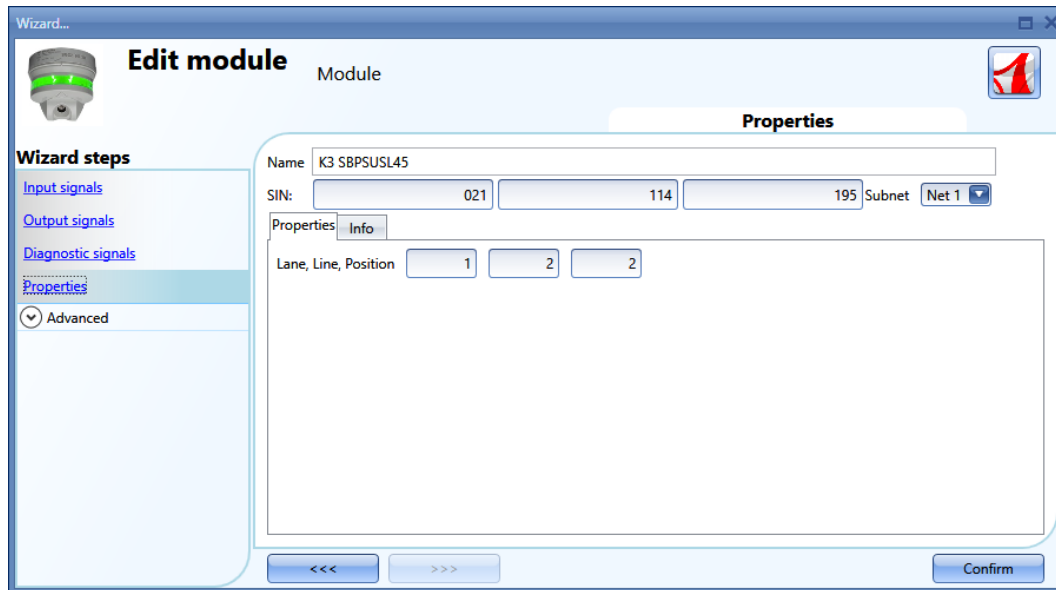 Wizard...
Edit module
Module
Properties
Wizard steps
Input signals
Output signals
Diagnostic signals
Properties
Advanced
Name K3 SBPSUSL45
SIN: 021 114 195 Subnet Net 1
Properties Info
Lane, Line, Position 1 2 2
<<< >>> Confirm